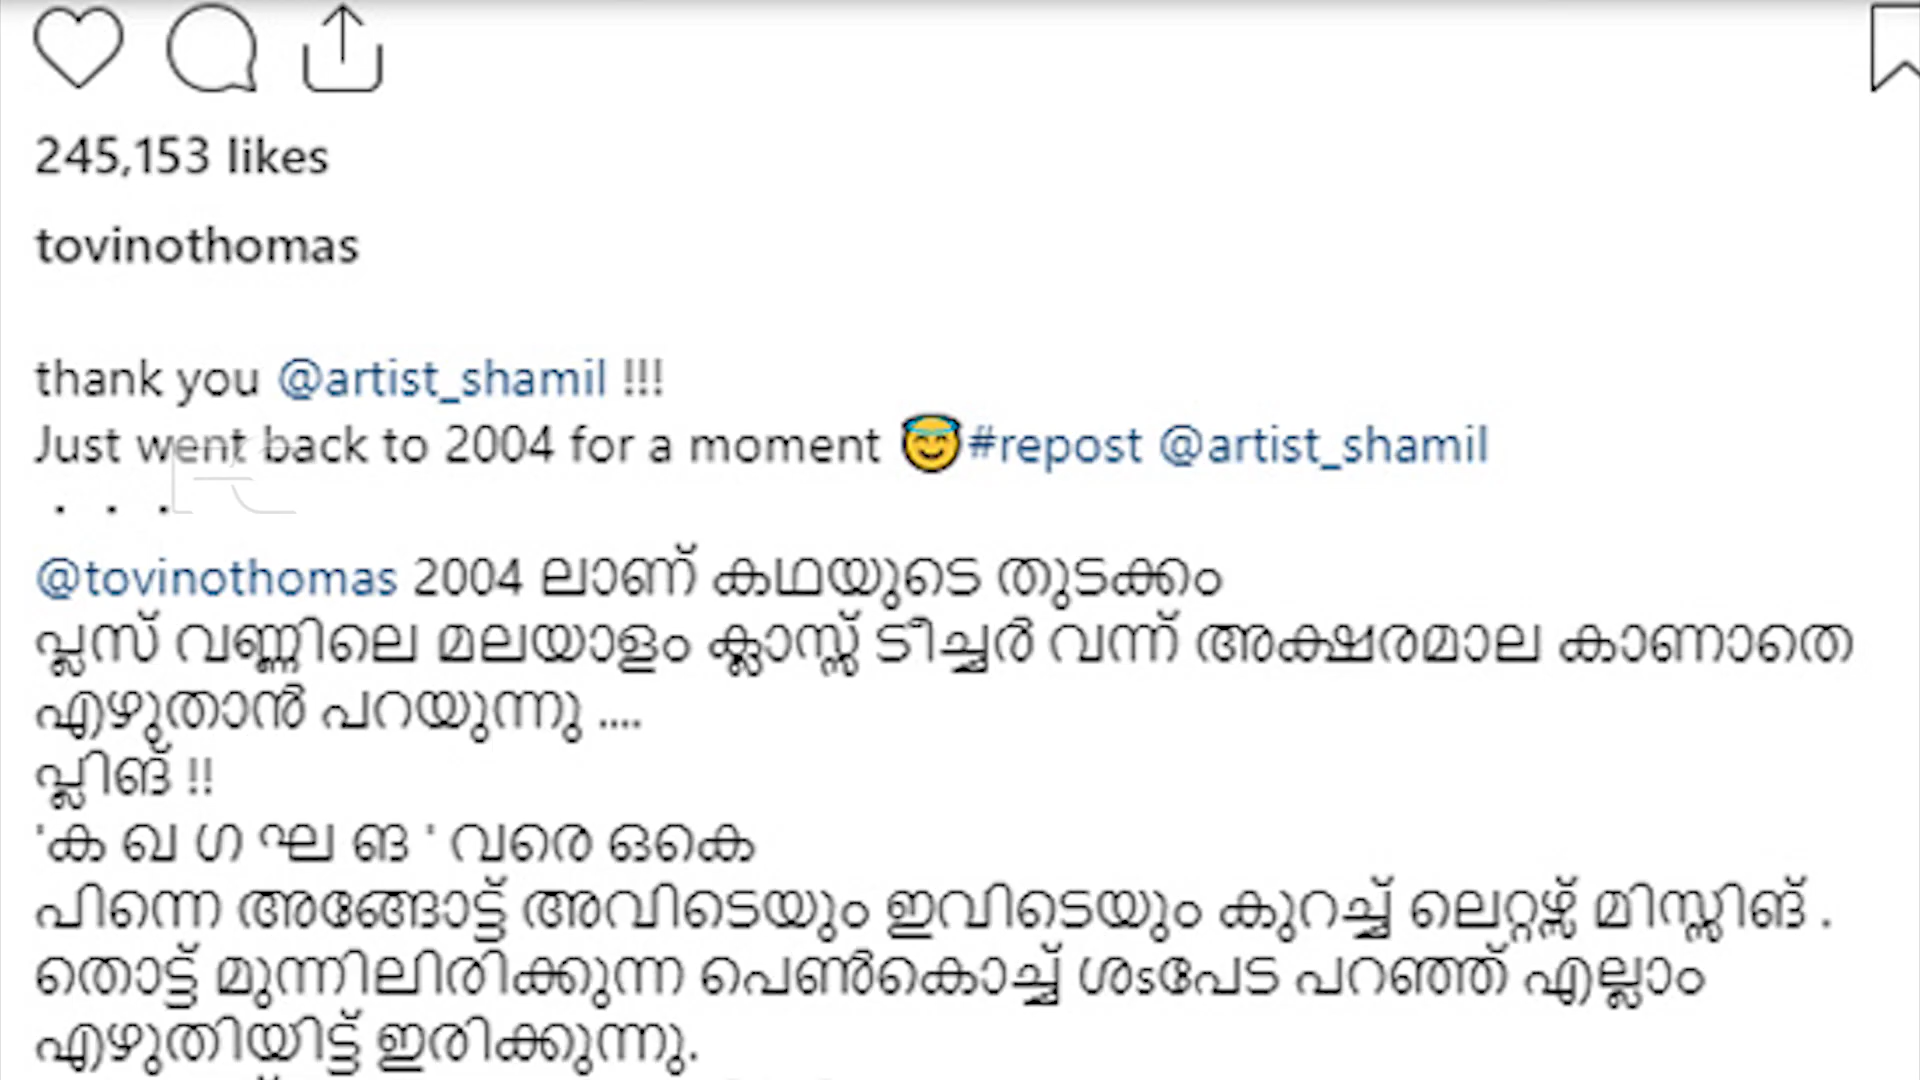 245,153 likes
tovinothomas
thank you @artist_shamil !!!
Just went back to 2004 for a moment 😇#repost @artist_shamil
. . .
@tovinothomas 2004 ലാണ് കഥയുടെ തുടക്കം
പ്ലസ് വണ്ണിലെ മലയാളം ക്ലാസ്സ് ടീച്ചർ വന്ന് അക്ഷരമാല കാണാതെ
എഴുതാൻ പറയുന്നു ....
പ്ലിങ് !!
'ക ഖ ഗ ഘ ങ ' വരെ ഒകെ
പിന്നെ അങ്ങോട്ട് അവിടെയും ഇവിടെയും കുറച്ച് ലെറ്റേഴ്സ് മിസ്സിങ് .
തൊട്ട് മുന്നിലിരിക്കുന്ന പെൺകൊച്ച് ശsപേട പറഞ്ഞ് എല്ലാം
എഴുതിയിട്ട് ഇരിക്കുന്നു.